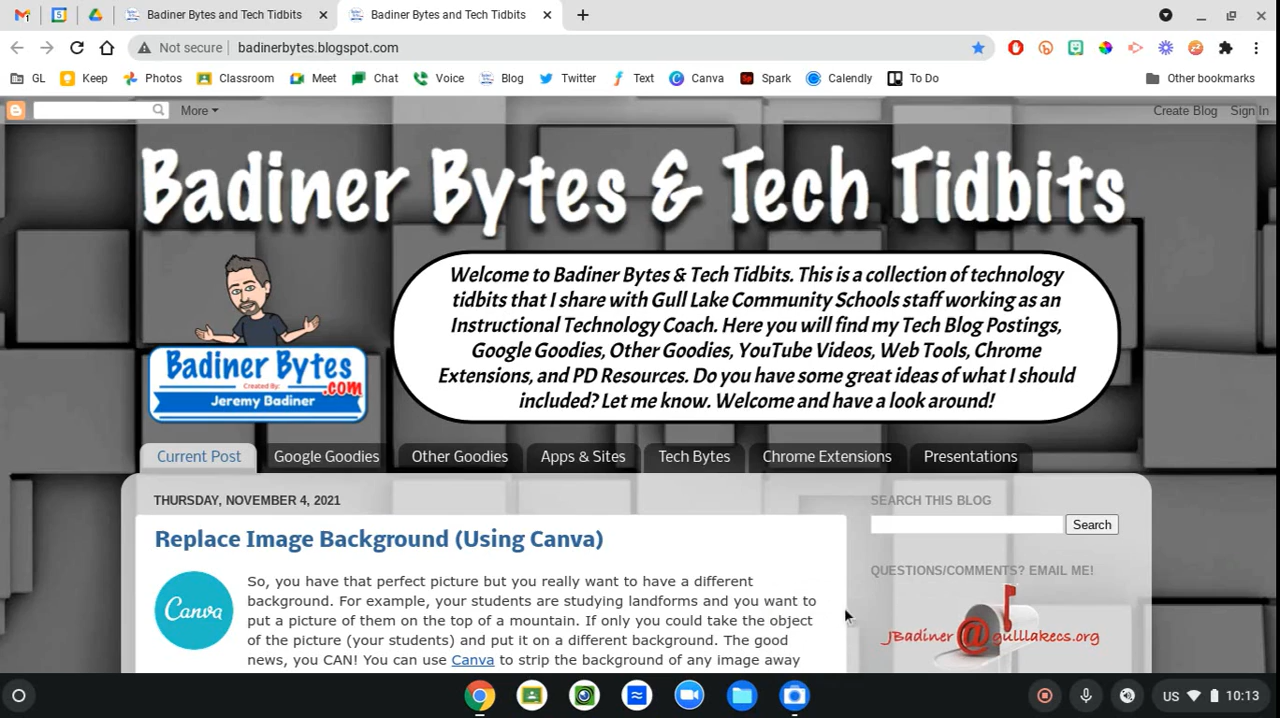 Badiner Bytes and Tech Tidbits
Badiner Bytes and Tech Tidbits
Not secure badinerbytes.blogspot.com
GL Keep Photos Classroom Meet Chat Voice Blog Twitter Text Canva Spark Calendly To Do Other bookmarks
More Create Blog Sign In
Badiner Bytes & Tech Tidbits
Welcome to Badiner Bytes & Tech Tidbits. This is a collection of technology
tidbits that I share with Gull Lake Community Schools staff working as an
Instructional Technology Coach. Here you will find my Tech Blog Postings,
Google Goodies, Other Goodies, YouTube Videos, Web Tools, Chrome
Extensions, and PD Resources. Do you have some great ideas of what I should
included? Let me know. Welcome and have a look around!
Badiner Bytes
.com
Created By:
Jeremy Badiner
Current Post Google Goodies Other Goodies Apps & Sites Tech Bytes Chrome Extensions Presentations
THURSDAY, NOVEMBER 4, 2021
Replace Image Background (Using Canva)
Canva
So, you have that perfect picture but you really want to have a different
background. For example, your students are studying landforms and you want to
put a picture of them on the top of a mountain. If only you could take the object
of the picture (your students) and put it on a different background. The good
news, you CAN! You can use Canva to strip the background of any image away
SEARCH THIS BLOG
Search
QUESTIONS/COMMENTS? EMAIL ME!
JBadiner@gulllakecs.org
US 10:13